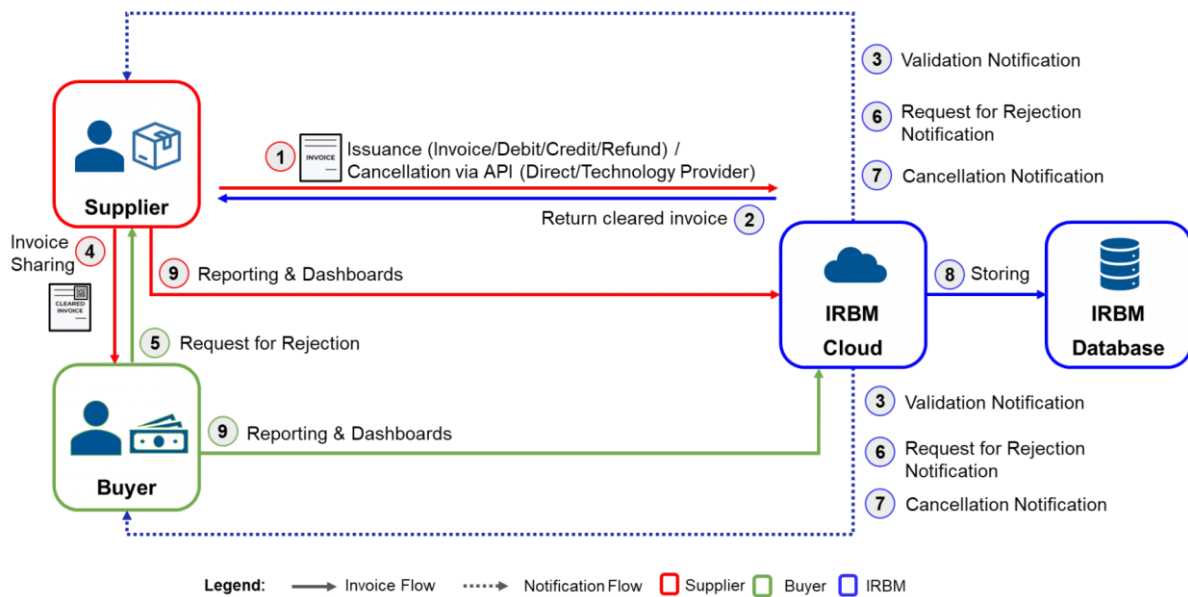 3 Validation Notification
6 Request for Rejection
Notification
7 Cancellation Notification
Supplier
1 INVOICE Issuance (Invoice/Debit/Credit/Refund) /
Cancellation via API (Direct/Technology Provider)
Return cleared invoice 2
Invoice
Sharing 4
CLEARED
INVOICE
9 Reporting & Dashboards
IRBM
Cloud
8 Storing
IRBM
Database
5 Request for Rejection
Buyer
9 Reporting & Dashboards
3 Validation Notification
6 Request for Rejection
Notification
7 Cancellation Notification
Legend: Invoice Flow Notification Flow Supplier Buyer IRBM